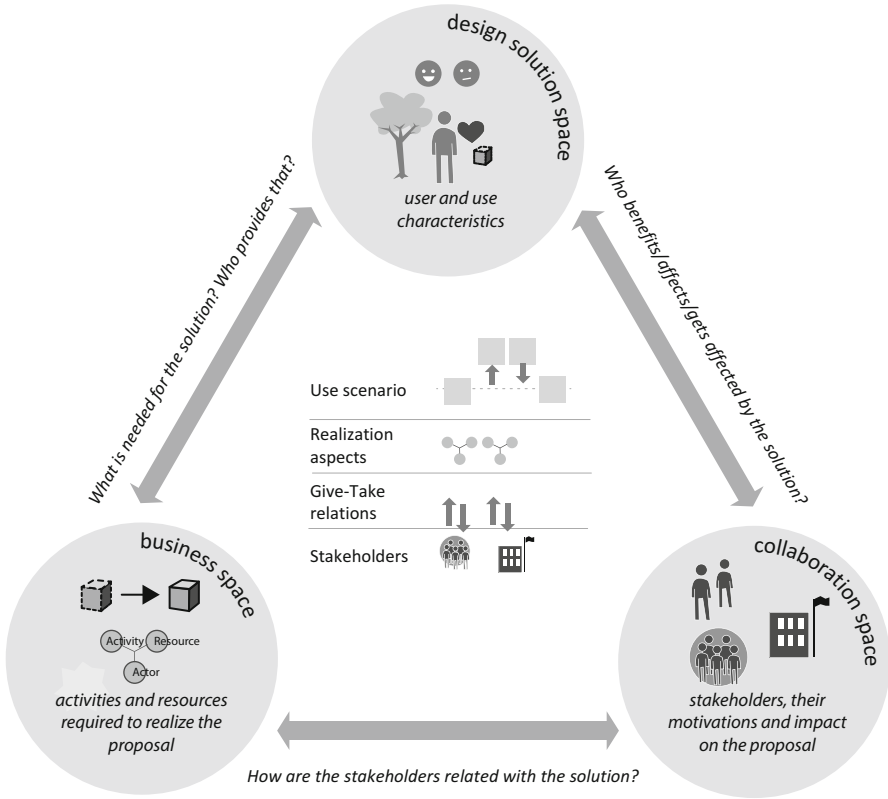 design solution space
user and use
characteristics
What is needed for the solution? Who provides that?
Who benefits/affects/gets affected by the solution?
Use scenario
Realization
aspects
Give-Take
relations
Stakeholders
business space
Activity
Resource
Actor
activities and resources
required to realize the
proposal
collaboration space
stakeholders, their
motivations and impact
on the proposal
How are the stakeholders related with the solution?